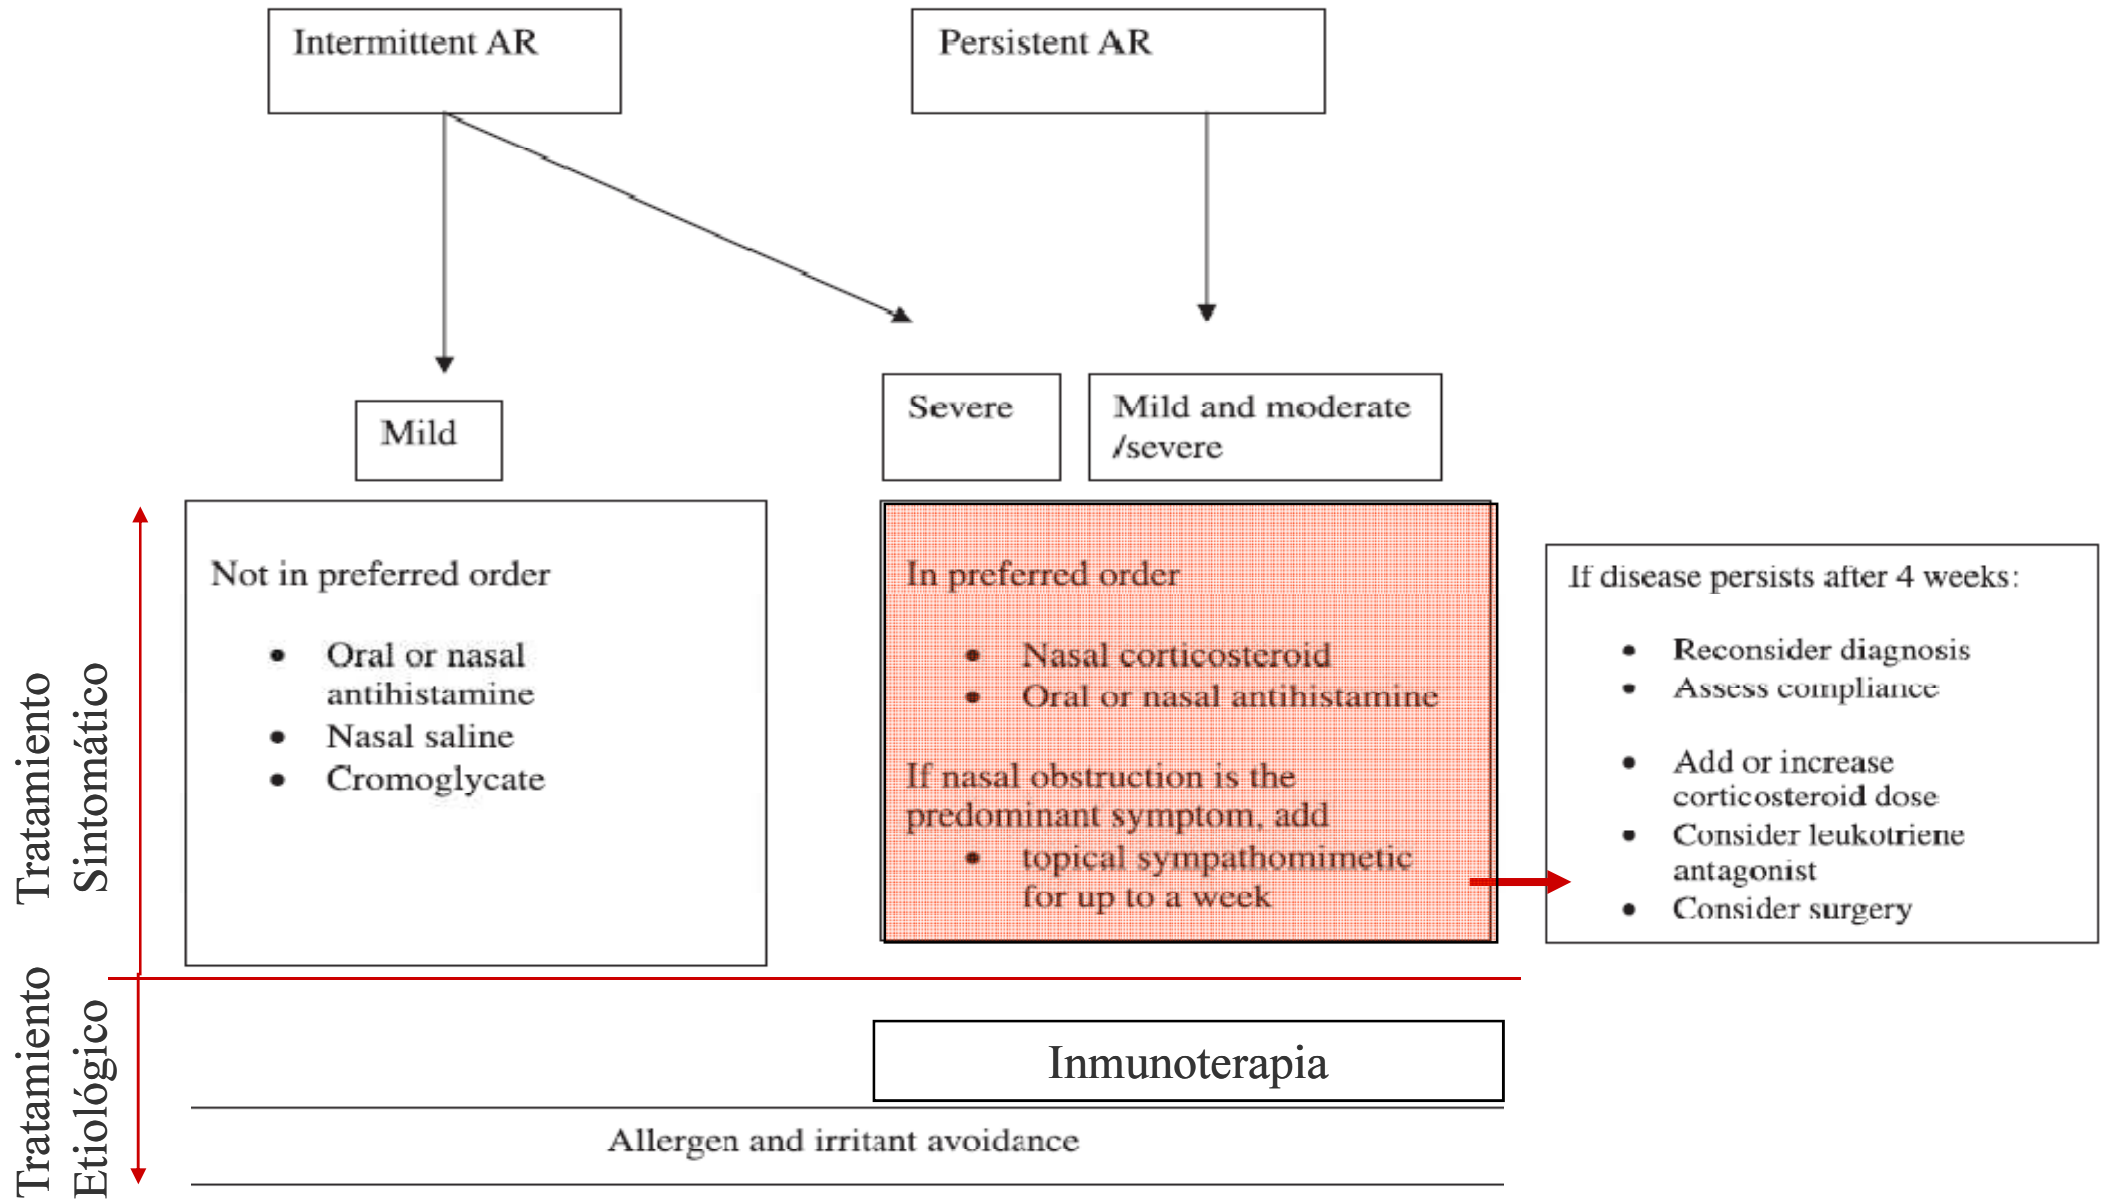 Intermittent AR
Persistent AR
Mild
Severe
Mild and moderate
/severe
Tratamiento
Sintomático
Not in preferred order
• Oral or nasal
antihistamine
• Nasal saline
• Cromoglycate
In preferred order
• Nasal corticosteroid
• Oral or nasal antihistamine
If nasal obstruction is the
predominant symptom, add
• topical sympathomimetic
for up to a week
If disease persists after 4 weeks:
• Reconsider diagnosis
• Assess compliance
• Add or increase
corticosteroid dose
• Consider leukotriene
antagonist
• Consider surgery
Tratamiento
Etiológico
Inmunoterapia
Allergen and irritant avoidance